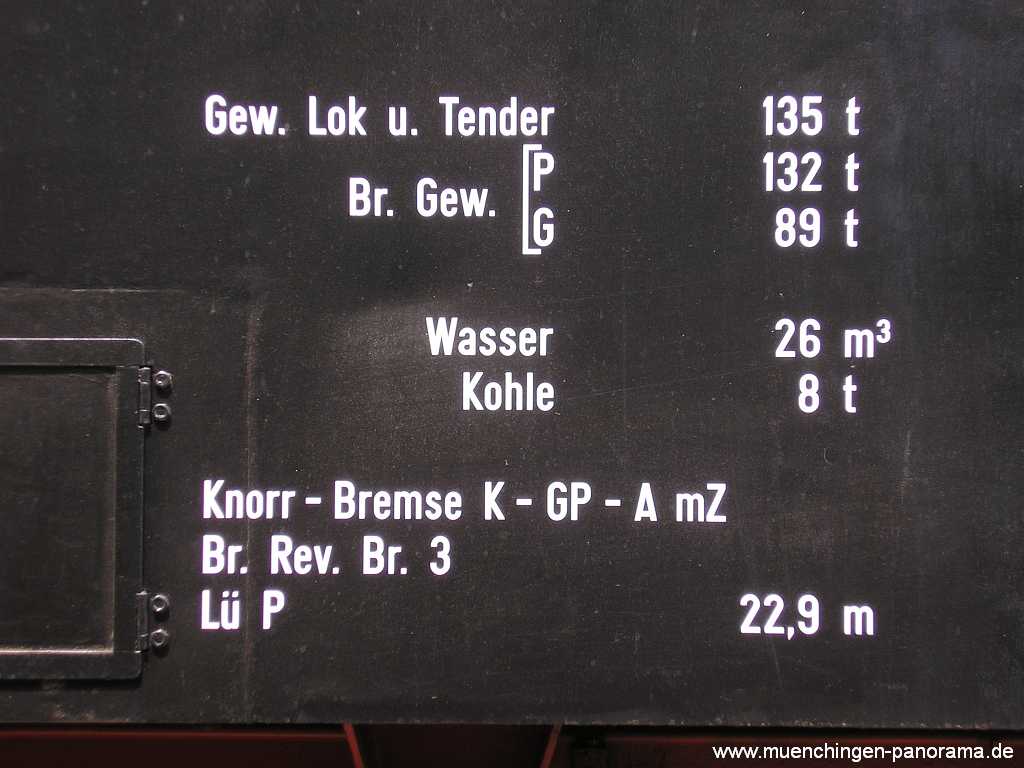 Gew. Lok u. Tender 135 t
P 132 t
Br. Gew.
G 89 t
Wasser 26 m³
Kohle 8 t
Knorr - Bremse K - GP - A mZ
Br. Rev. Br. 3
Lü P 22,9 m
www.muenchingen-panorama.de